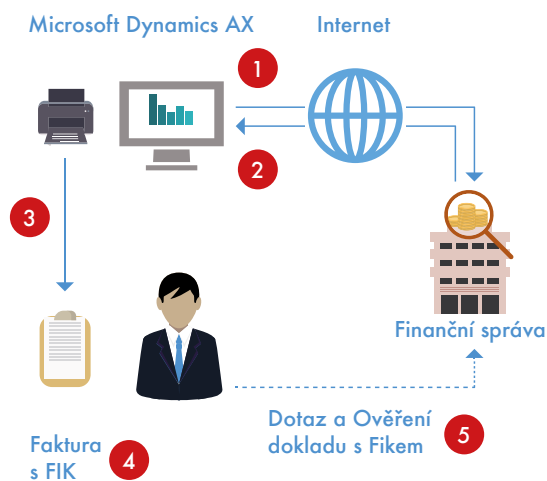 Microsoft Dynamics AX
Internet
1
2
3
Finanční správa
Dotaz a Ověření
dokladu s Fikem
5
Faktura
s FIK
4